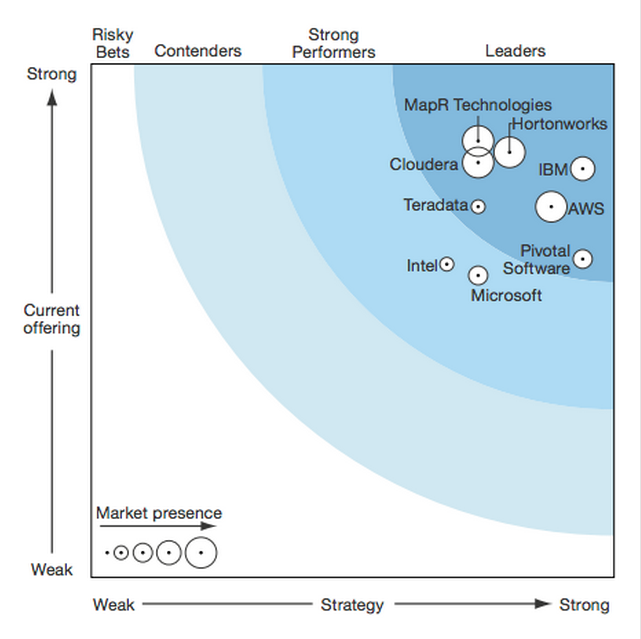 Risky
Bets
Contenders
Strong
Performers
Leaders
Strong
MapR Technologies
Hortonworks
Cloudera
IBM
Teradata
AWS
Pivotal
Software
Intel
Microsoft
Current
offering
Market presence
Weak
Weak
Strategy
Strong